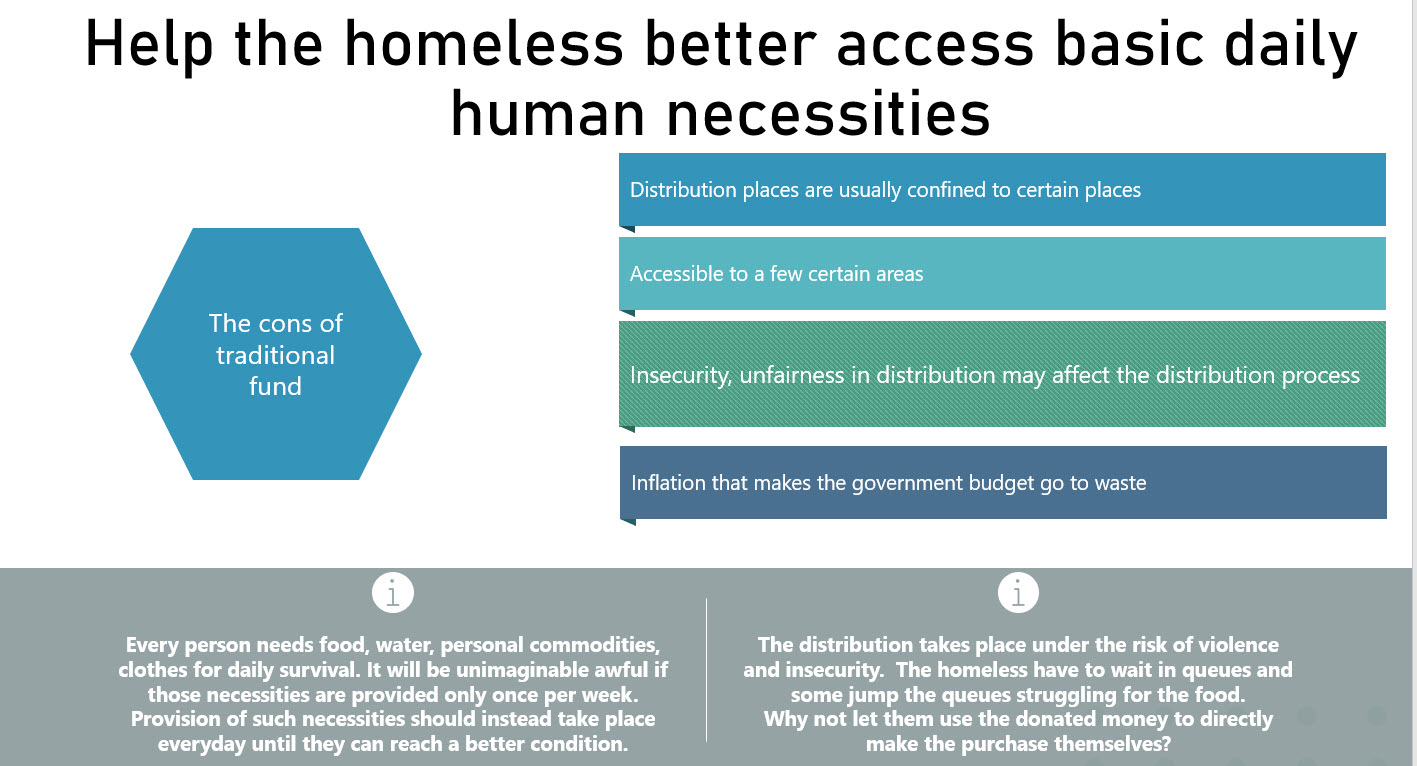 Help the homeless better access basic daily
human necessities
The cons of
traditional
fund
Distribution places are usually confined to certain places
Accessible to a few certain areas
Insecurity, unfairness in distribution may affect the distribution process
Inflation that makes the government budget go to waste
i
Every person needs food, water, personal commodities,
clothes for daily survival. It will be unimaginable awful if
those necessities are provided only once per week.
Provision of such necessities should instead take place
everyday until they can reach a better condition.
i
The distribution takes place under the risk of violence
and insecurity. The homeless have to wait in queues and
some jump the queues struggling for the food.
Why not let them use the donated money to directly
make the purchase themselves?